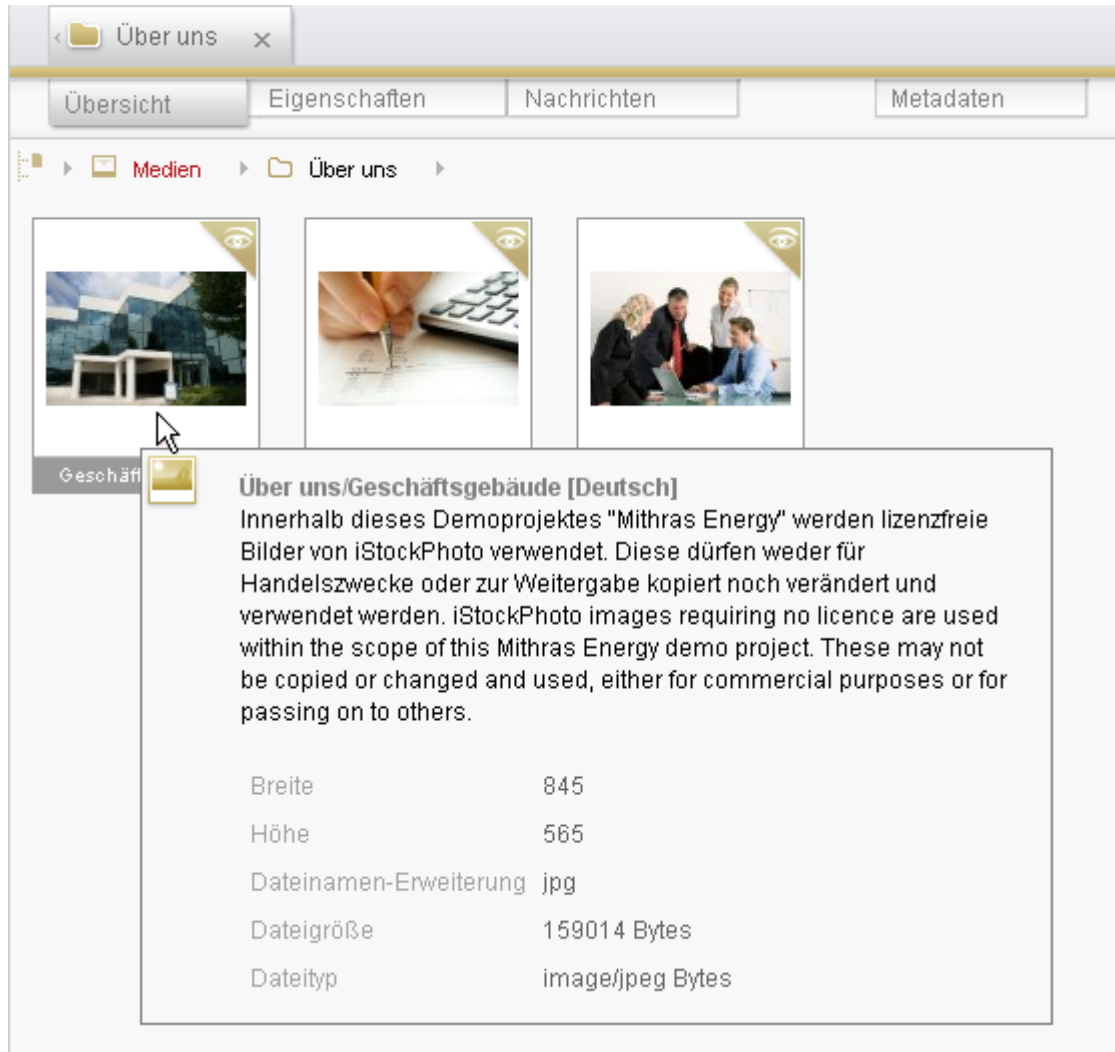 Über uns
Übersicht Eigenschaften Nachrichten Metadaten
Medien Über uns
Geschäf
Über uns/Geschäftsgebäude [Deutsch]
Innerhalb dieses Demoprojektes "Mithras Energy" werden lizenzfreie
Bilder von iStockPhoto verwendet. Diese dürfen weder für
Handelszwecke oder zur Weitergabe kopiert noch verändert und
verwendet werden. iStockPhoto images requiring no licence are used
within the scope of this Mithras Energy demo project. These may not
be copied or changed and used, either for commercial purposes or for
passing on to others.
Breite 845
Höhe 565
Dateinamen-Erweiterung jpg
Dateigröße 159014 Bytes
Dateityp image/jpeg Bytes